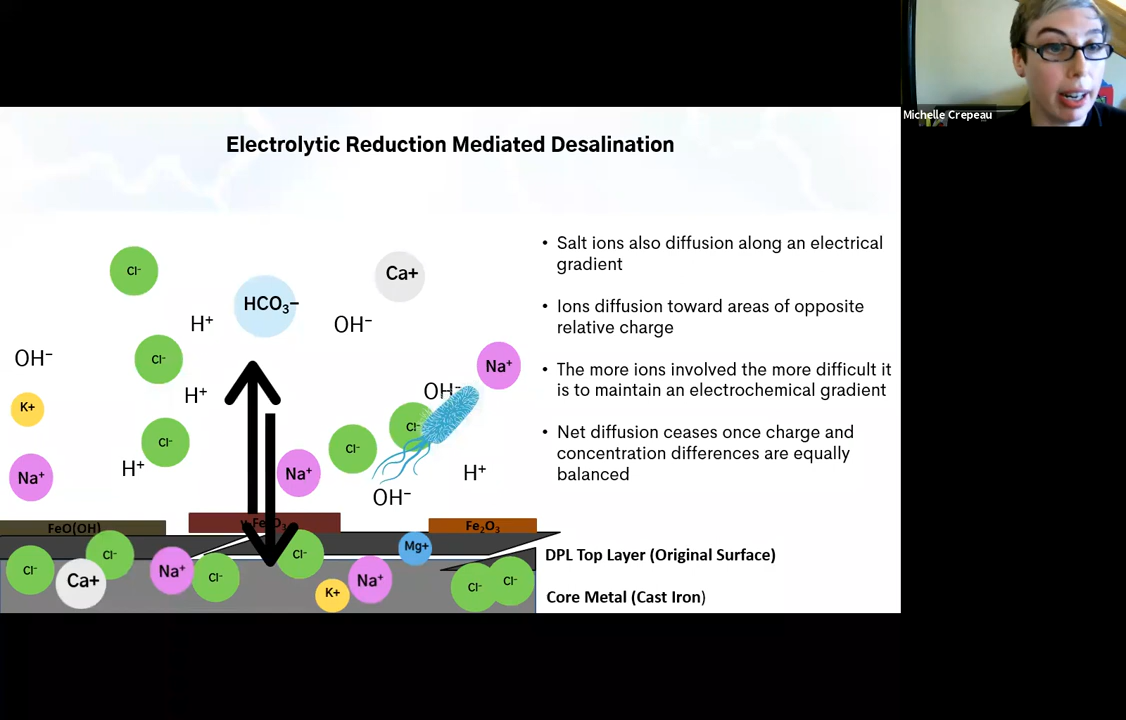 Michelle Crepeau
Electrolytic Reduction Mediated Desalination
Cl⁻
HCO₃−
Ca+
H⁺
OH⁻
OH⁻
Cl⁻
Na⁺
H⁺
OH⁻
K+
Cl⁻
Cl⁻
Cl⁻
H⁺
Na⁺
Na⁺
H⁺
OH⁻
• Salt ions also diffusion along an electrical
gradient
• Ions diffusion toward areas of opposite
relative charge
• The more ions involved the more difficult it
is to maintain an electrochemical gradient
• Net diffusion ceases once charge and
concentration differences are equally
balanced
FeO(OH)
Fe₂O₃
Cl⁻
Cl⁻
Mg+
Cl⁻
Ca+
Na⁺
Cl⁻
K+
Na⁺
Cl⁻
Cl⁻
DPL Top Layer (Original Surface)
Core Metal (Cast Iron)